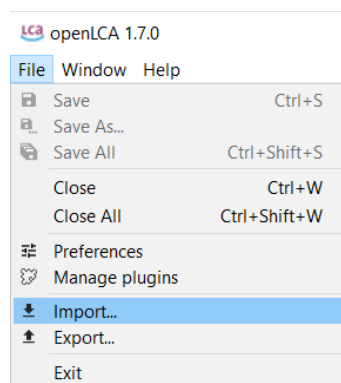 LCA openLCA 1.7.0
File Window Help
Save Ctrl+S
Save As...
Save All Ctrl+Shift+S
Close Ctrl+W
Close All Ctrl+Shift+W
Preferences
Manage plugins
Import...
Export...
Exit